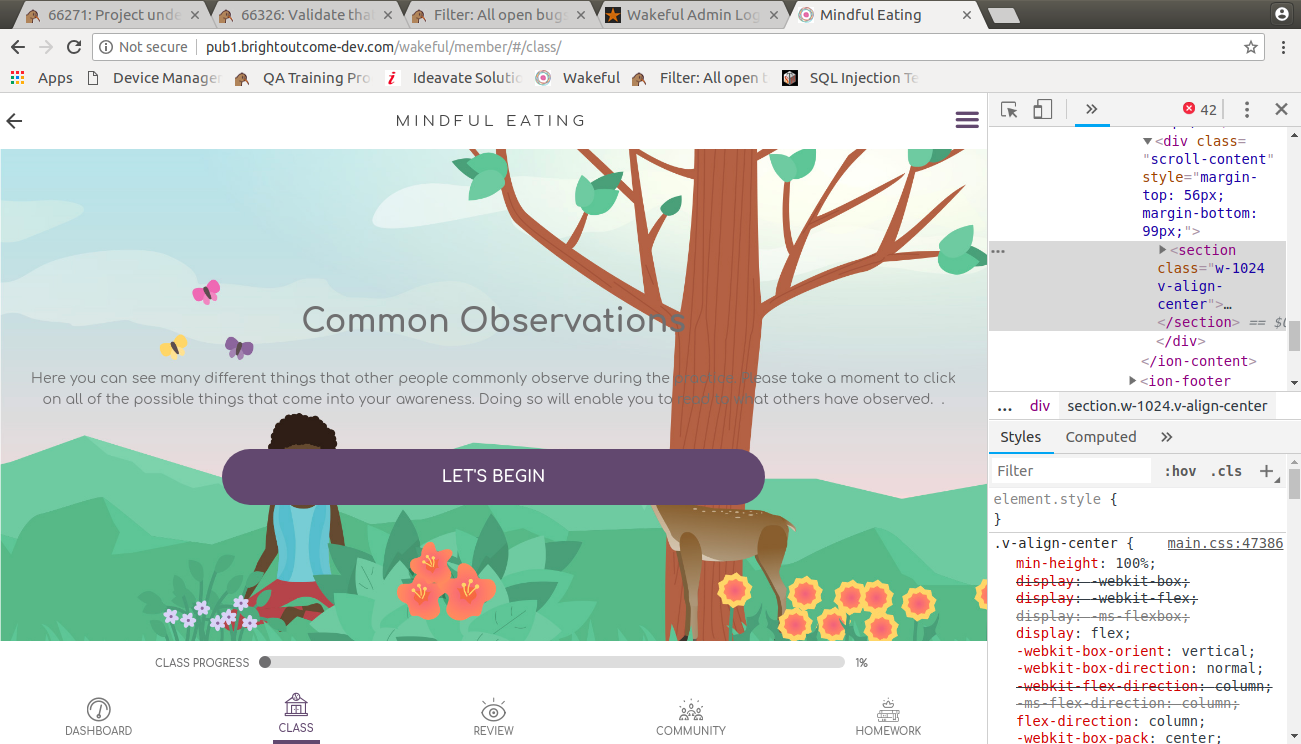 66271: Project unde
66326: Validate that
Filter: All open bugs
Wakeful Admin Log
Mindful Eating
Not secure
pub1.brightoutcome-dev.com/wakeful/member/#/class/
Apps
Device Manager
QA Training Pro
Ideavate Solutio
Wakeful
Filter: All open b
SQL Injection Te
MINDFUL EATING
42
<div class=
"scroll-content"
style="margin-
top: 56px;
margin-bottom:
99px;">
<section
class="w-1024
v-align-
center">…
</section> == $0
</div>
</ion-content>
<ion-footer
... div section.w-1024.v-align-center
Styles Computed
Filter :hov .cls
element.style {
}
.v-align-center { main.css:47386
min-height: 100%;
display: -webkit-box;
display: -webkit-flex;
display: -ms-flexbox;
display: flex;
-webkit-box-orient: vertical;
-webkit-box-direction: normal;
-webkit-flex-direction: column;
-ms-flex-direction: column;
flex-direction: column;
-webkit-box-pack: center;
Common Observations
Here you can see many different things that other people commonly observe during the practice. Please take a moment to click
on all of the possible things that come into your awareness. Doing so will enable you to read to what others have observed. .
LET'S BEGIN
CLASS PROGRESS 1%
DASHBOARD
CLASS
REVIEW
COMMUNITY
HOMEWORK